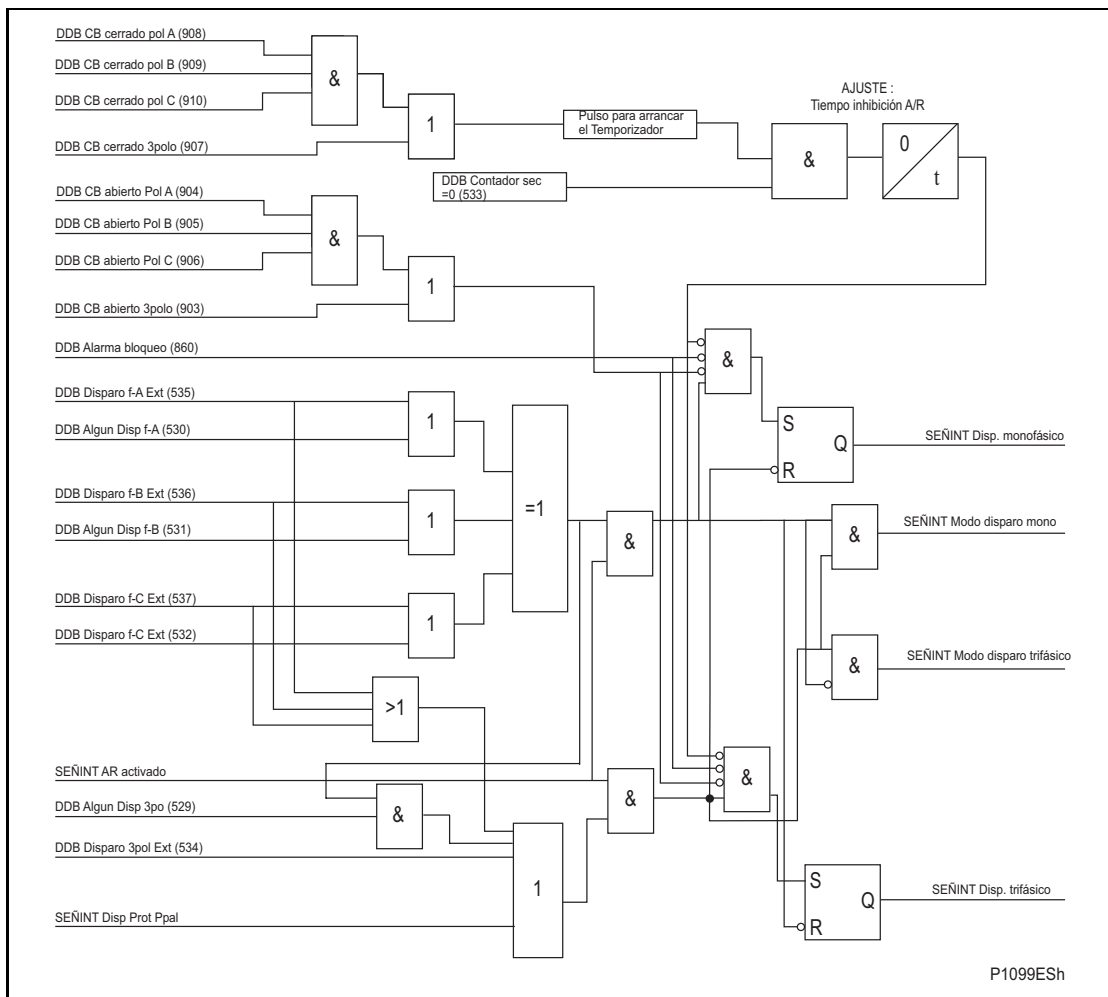 DDB CB cerrado pol A (908)
DDB CB cerrado pol B (909)
&
DDB CB cerrado pol C (910)
1
DDB CB cerrado 3polo (907)
Pulso para arrancar
el Temporizador
AJUSTE :
Tiempo inhibición A/R
&
0
t
DDB Contador sec
=0 (533)
DDB CB abierto Pol A (904)
DDB CB abierto Pol B (905)
&
DDB CB abierto Pol C (906)
1
DDB CB abierto 3polo (903)
DDB Alarma bloqueo (860)
&
DDB Disparo f-A Ext (535)
1
DDB Algun Disp f-A (530)
S
Q
R
SEÑINT Disp. monofásico
DDB Disparo f-B Ext (536)
1
DDB Algun Disp f-B (531)
=1
&
&
SEÑINT Modo disparo mono
DDB Disparo f-C Ext (537)
1
DDB Disparo f-C Ext (532)
&
SEÑINT Modo disparo trifásico
>1
SEÑINT AR activado
&
&
DDB Algun Disp 3po (529)
&
DDB Disparo 3pol Ext (534)
1
S
Q
R
SEÑINT Disp. trifásico
SEÑINT Disp Prot Ppal
P1099ESh